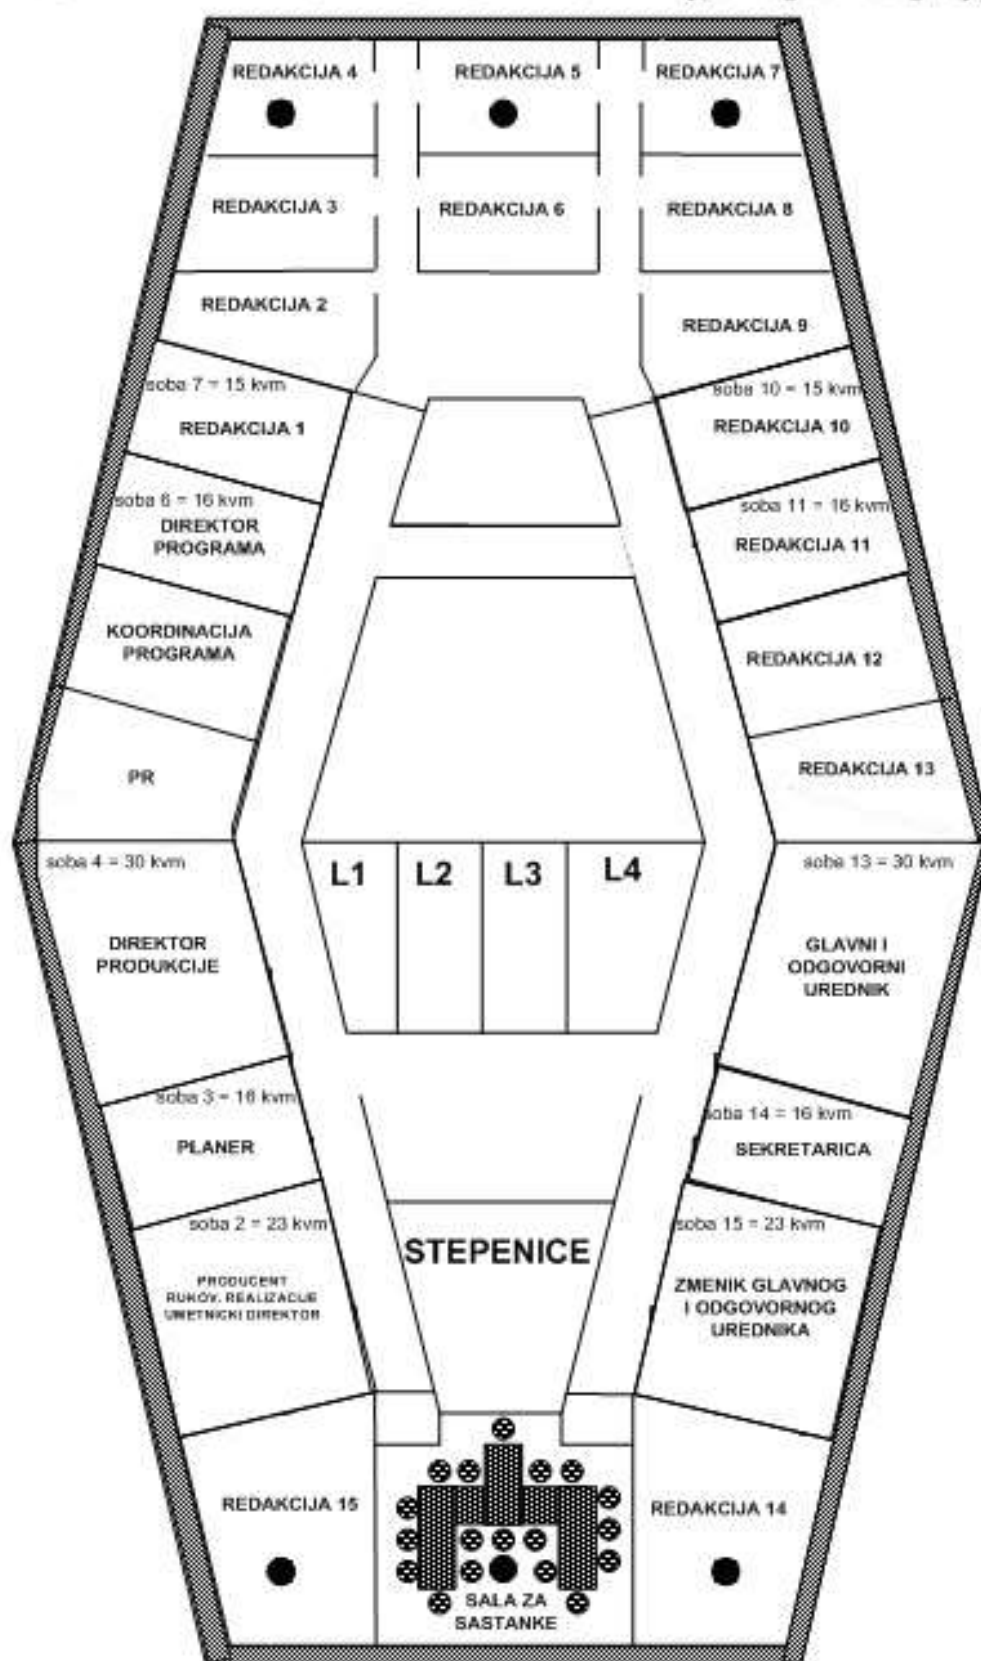 REDAKCIJA 4
REDAKCIJA 5
REDAKCIJA 7
REDAKCIJA 3
REDAKCIJA 6
REDAKCIJA 8
REDAKCIJA 2
REDAKCIJA 9
soba 7 = 15 kvm
soba 10 = 15 kvm
REDAKCIJA 1
REDAKCIJA 10
soba 6 = 16 kvm
soba 11 = 16 kvm
DIREKTOR
PROGRAMA
REDAKCIJA 11
KOORDINACIJA
PROGRAMA
REDAKCIJA 12
PR
REDAKCIJA 13
soba 4 = 30 kvm
L1
L2
L3
L4
soba 13 = 30 kvm
DIREKTOR
PRODUKCIJE
GLAVNI I
ODGOVORNI
UREDNIK
soba 3 = 16 kvm
soba 14 = 16 kvm
PLANER
SEKRETARICA
soba 2 = 23 kvm
soba 15 = 23 kvm
STEPENICE
PRODUCENT
RUKOV. REALIZACIJE
UMETNICKI DIREKTOR
ZMENIK GLAVNOG
I ODGOVORNOG
UREDNIKA
REDAKCIJA 15
REDAKCIJA 14
SALA ZA
SASTANKE